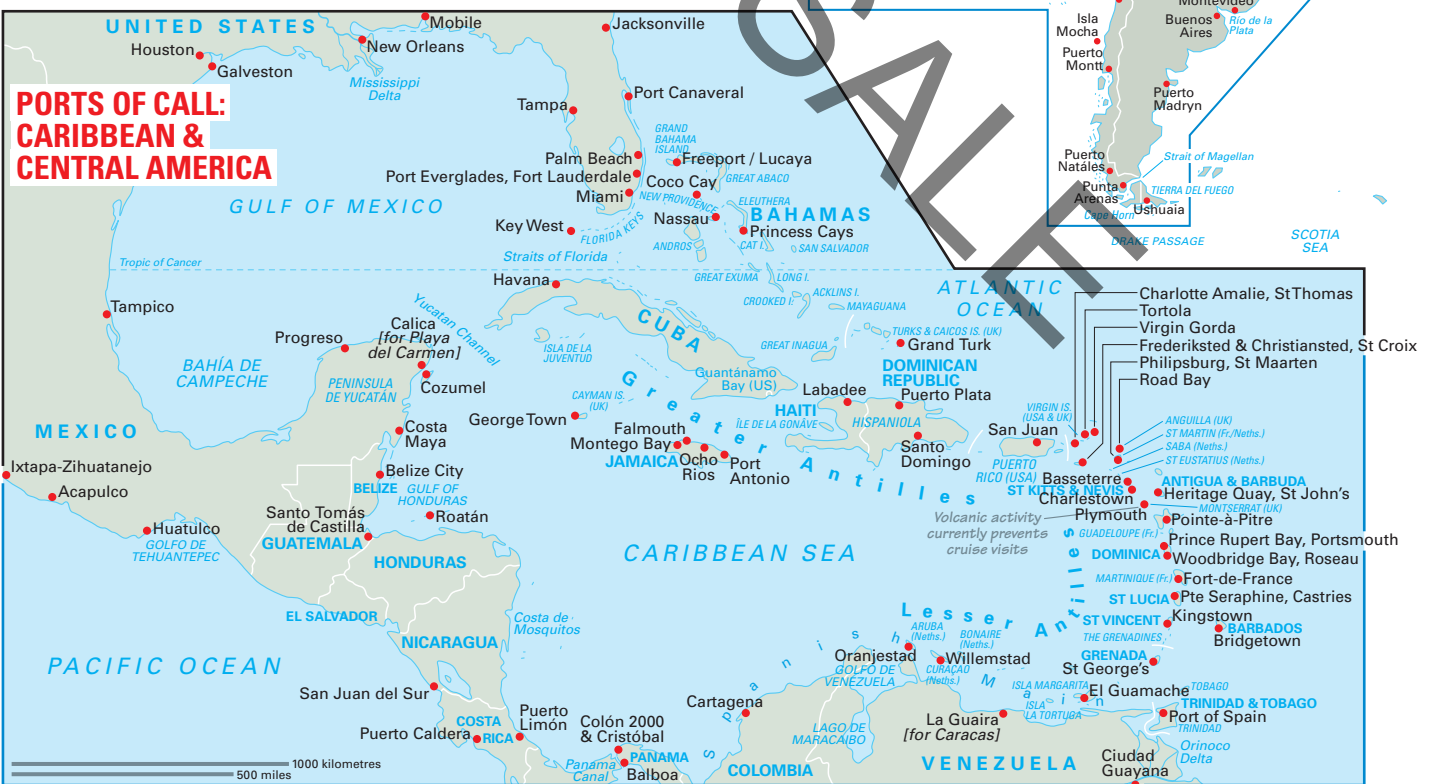 PORTS OF CALL:
CARIBBEAN &
CENTRAL AMERICA
UNITED STATES
Houston
Galveston
New Orleans
Mobile
Mississippi
Delta
Jacksonville
Tampa
Port Canaveral
Palm Beach
Port Everglades, Fort Lauderdale
Miami
Key West
FLORIDA KEYS
Straits of Florida
GULF OF MEXICO
Tropic of Cancer
GRAND
BAHAMA
ISLAND
Freeport / Lucaya
GREAT ABACO
Coco Cay
NEW PROVIDENCE
ELEUTHERA
Nassau
BAHAMAS
Princess Cays
ANDROS
CAT I.
SAN SALVADOR
GREAT EXUMA
LONG I.
CROOKED I.
ACKLINS I.
MAYAGUANA
GREAT INAGUA
TURKS & CAICOS IS. (UK)
Grand Turk
ATLANTIC
OCEAN
Havana
CUBA
Yucatan Channel
ISLA DE LA
JUVENTUD
Guantánamo
Bay (US)
CAYMAN IS.
(UK)
George Town
Greater Antilles
Falmouth
Montego Bay
JAMAICA
Ocho
Rios
Port
Antonio
HAITI
ÎLE DE LA GONÂVE
Labadee
DOMINICAN
REPUBLIC
Puerto Plata
HISPANIOLA
Santo
Domingo
San Juan
PUERTO
RICO (USA)
VIRGIN IS.
(USA & UK)
Charlotte Amalie, St Thomas
Tortola
Virgin Gorda
Frederiksted & Christiansted, St Croix
Philipsburg, St Maarten
Road Bay
ANGUILLA (UK)
ST MARTIN (Fr./Neths.)
SABA (Neths.)
ST EUSTATIUS (Neths.)
Basseterre
ST KITTS & NEVIS
Charlestown
ANTIGUA & BARBUDA
Heritage Quay, St John's
MONTSERRAT (UK)
Plymouth
Volcanic activity
currently prevents
cruise visits
Pointe-à-Pitre
GUADELOUPE (Fr.)
Prince Rupert Bay, Portsmouth
DOMINICA
Woodbridge Bay, Roseau
MARTINIQUE (Fr.)
Fort-de-France
ST LUCIA
Pte Seraphine, Castries
ST VINCENT
Kingstown
THE GRENADINES
BARBADOS
Bridgetown
GRENADA
St George's
Lesser Antilles
CARIBBEAN SEA
ARUBA
(Neths.)
BONAIRE
(Neths.)
Oranjestad
Willemstad
CURAÇAO
(Neths.)
GOLFO DE
VENEZUELA
Spanish Main
ISLA MARGARITA
El Guamache
ISLA
LA TORTUGA
TOBAGO
TRINIDAD & TOBAGO
Port of Spain
TRINIDAD
La Guaira
[for Caracas]
LAGO DE
MARACAIBO
VENEZUELA
Ciudad
Guayana
Orinoco
Delta
COLOMBIA
Cartagena
Tampico
Progreso
Calica
[for Playa
del Carmen]
Cozumel
BAHÍA DE
CAMPECHE
PENINSULA
DE YUCATÁN
MEXICO
Costa
Maya
Ixtapa-Zihuatanejo
Acapulco
Huatulco
GOLFO DE
TEHUANTEPEC
Belize City
BELIZE
GULF OF
HONDURAS
Santo Tomás
de Castilla
Roatán
GUATEMALA
HONDURAS
EL SALVADOR
NICARAGUA
Costa de
Mosquitos
PACIFIC OCEAN
San Juan del Sur
COSTA
RICA
Puerto Caldera
Puerto
Limón
Colón 2000
& Cristóbal
PANAMA
Panama
Canal
Balboa
1000 kilometres
500 miles
Montevideo
Isla
Mocha
Buenos
Aires
Río de la
Plata
Puerto
Montt
Puerto
Madryn
Puerto
Natáles
Strait of Magellan
Punta
Arenas
TIERRA DEL FUEGO
Cape Horn
Ushuaia
DRAKE PASSAGE
SCOTIA
SEA